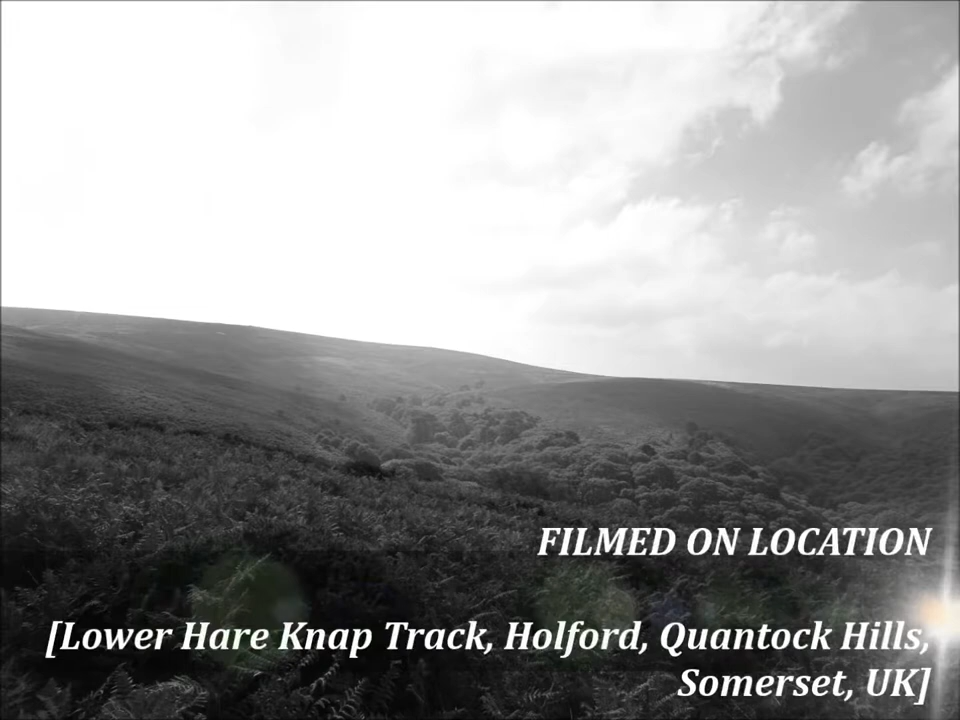 FILMED ON LOCATION
[Lower Hare Knap Track, Holford, Quantock Hills,
Somerset, UK]